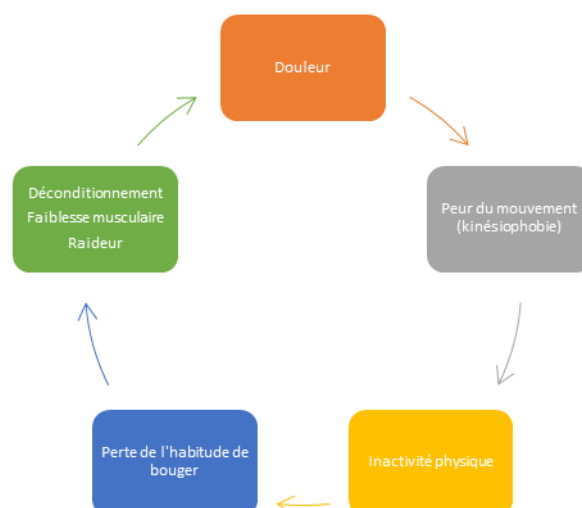 Douleur
Peur du mouvement
(kinésiophobie)
Inactivité physique
Perte de l'habitude de
bouger
Déconditionnement
Faiblesse musculaire
Raideur